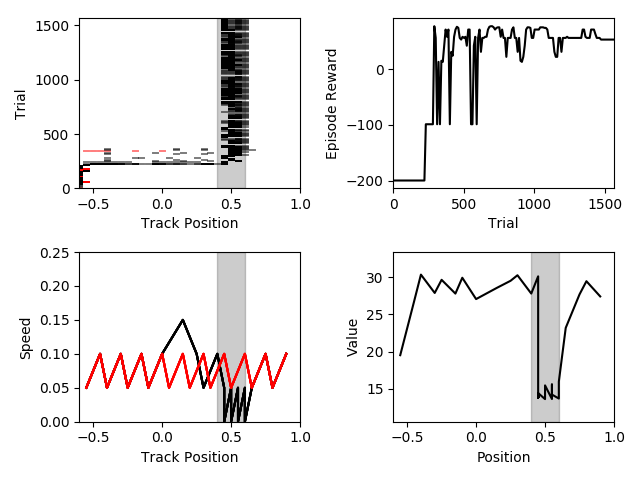 1500
1000
500
0
Trial
−0.5 0.0 0.5 1.0
Track Position
0
−100
−200
Episode Reward
0 500 1000 1500
Trial
0.25
0.20
0.15
0.10
0.05
0.00
Speed
−0.5 0.0 0.5 1.0
Track Position
30
25
20
15
Value
−0.5 0.0 0.5 1.0
Position